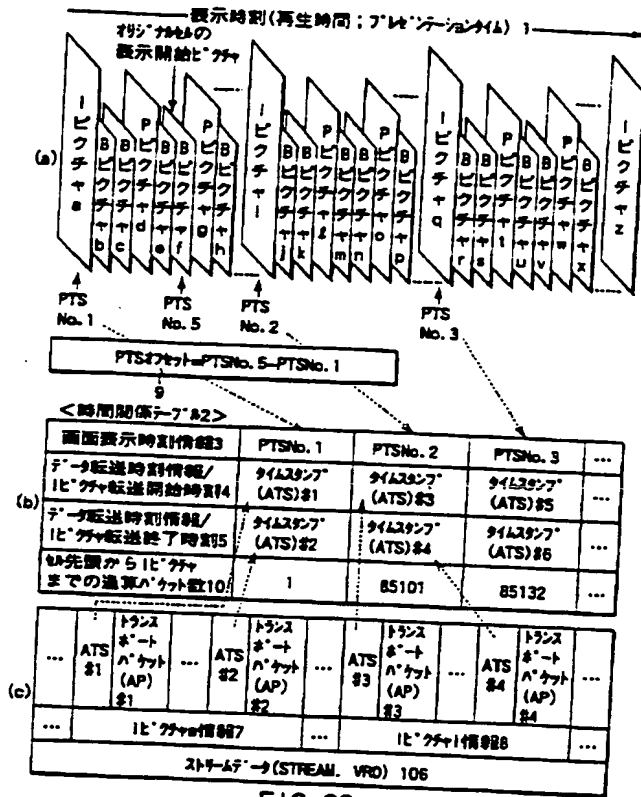 表示時刻(再生時間;プレゼンテーションタイム) 1
オリジナルセルの
表示開始ピクチャ
(a)
Iピクチャa
Bピクチャb
Bピクチャc
Pピクチャd
Bピクチャe
Bピクチャf
Pピクチャg
Bピクチャh
Iピクチャi
Bピクチャj
Bピクチャk
Pピクチャℓ
Bピクチャm
Bピクチャn
Pピクチャo
Bピクチャp
Iピクチャq
Bピクチャr
Bピクチャs
Pピクチャt
Bピクチャu
Bピクチャv
Pピクチャw
Bピクチャx
Iピクチャz
PTS No.1
PTS No.5
PTS No.2
PTS No.3
PTSオフセット=PTSNo.5-PTSNo.1
9
<時間関係テーブル2>
(b)
画面表示時刻情報3 PTSNo.1 PTSNo.2 PTSNo.3 ...
データ転送時刻情報/ タイムスタンプ タイムスタンプ タイムスタンプ
Iピクチャ転送開始時刻4 (ATS)#1 (ATS)#3 (ATS)#5 ...
データ転送時刻情報/ タイムスタンプ タイムスタンプ タイムスタンプ
Iピクチャ転送終了時刻5 (ATS)#2 (ATS)#4 (ATS)#6 ...
セル先頭からIピクチャ
までの通算パケット数10 1 85101 85132 ...
(c)
... ATS #1 トランスポートパケット(AP) #1 ... ATS #2 トランスポートパケット(AP) #2 ... ATS #3 トランスポートパケット(AP) #3 ... ATS #4 トランスポートパケット(AP) #4 ...
... Iピクチャa情報7 ... Iピクチャi情報8 ...
ストリームデータ(STREAM. VRO) 106